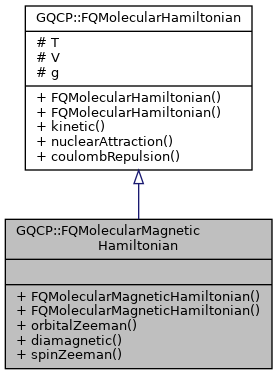 GQCP::FQMolecularHamiltonian
# T
# V
# g
+ FQMolecularHamiltonian()
+ FQMolecularHamiltonian()
+ kinetic()
+ nuclearAttraction()
+ coulombRepulsion()
GQCP::FQMolecularMagnetic
Hamiltonian
+ FQMolecularMagneticHamiltonian()
+ FQMolecularMagneticHamiltonian()
+ orbitalZeeman()
+ diamagnetic()
+ spinZeeman()